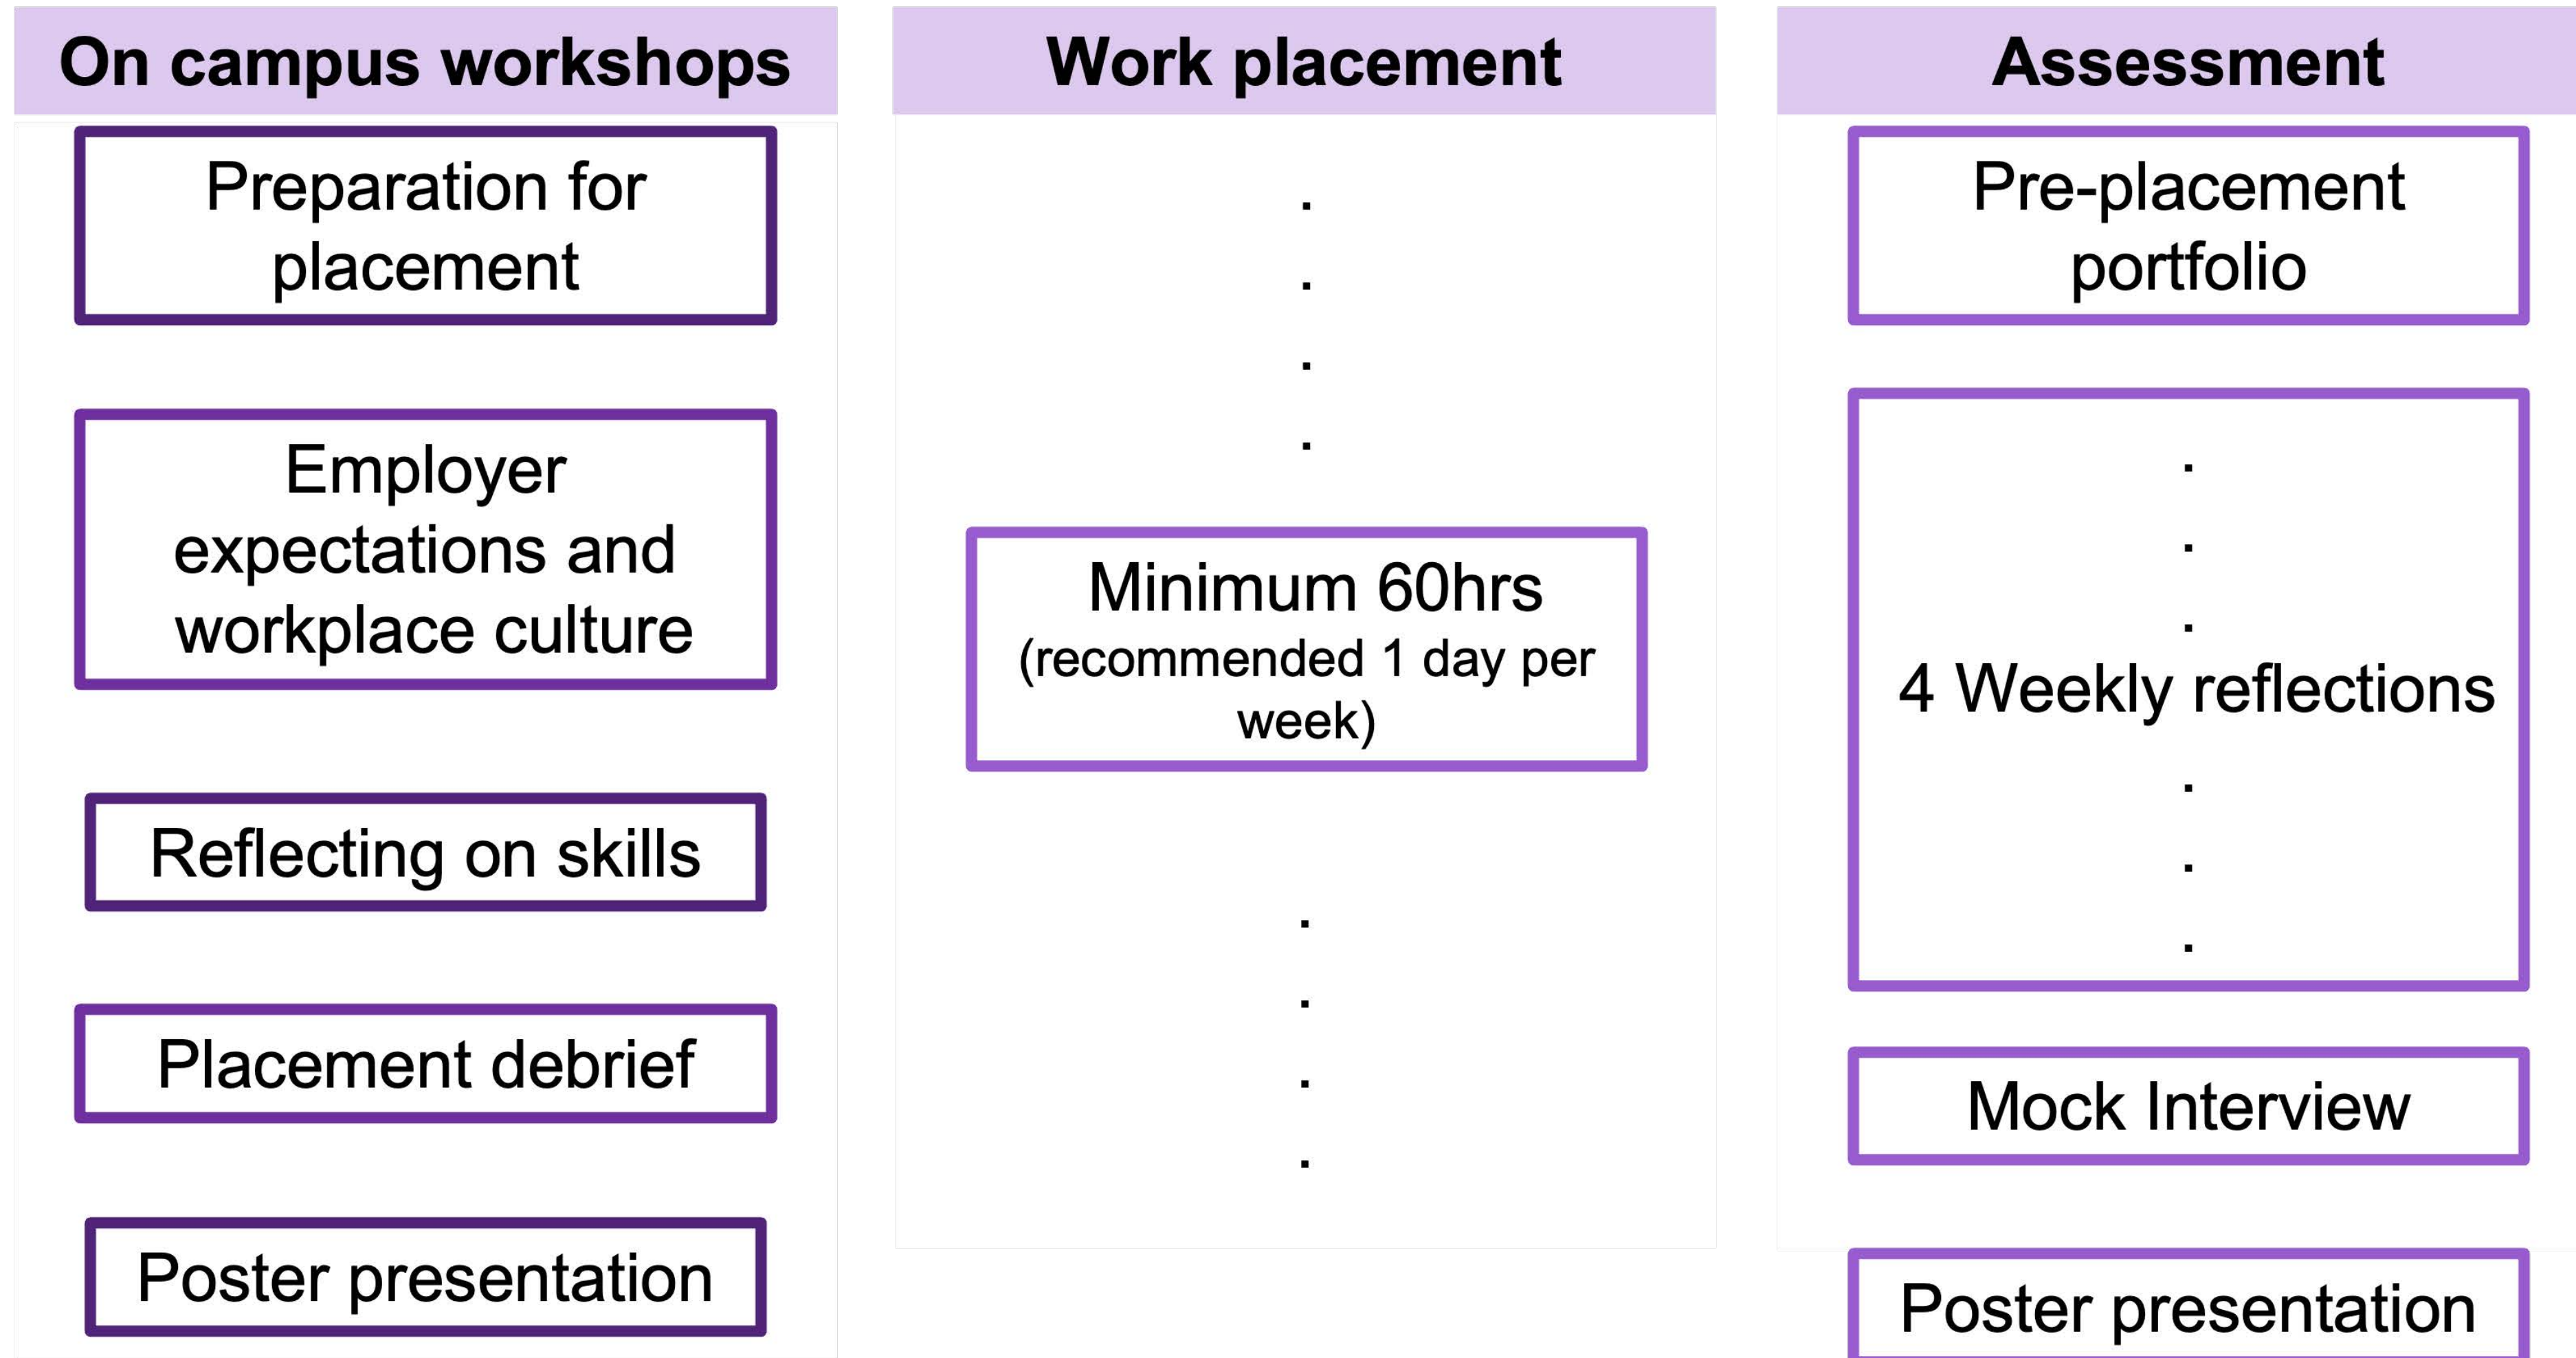 On campus workshops
Preparation for
placement
Employer
expectations and
workplace culture
Reflecting on skills
Placement debrief
Poster presentation
Work placement
.
.
.
.
Minimum 60hrs
(recommended 1 day per
week)
.
.
.
.
Assessment
Pre-placement
portfolio
.
.
.
4 Weekly reflections
.
.
.
Mock Interview
Poster presentation